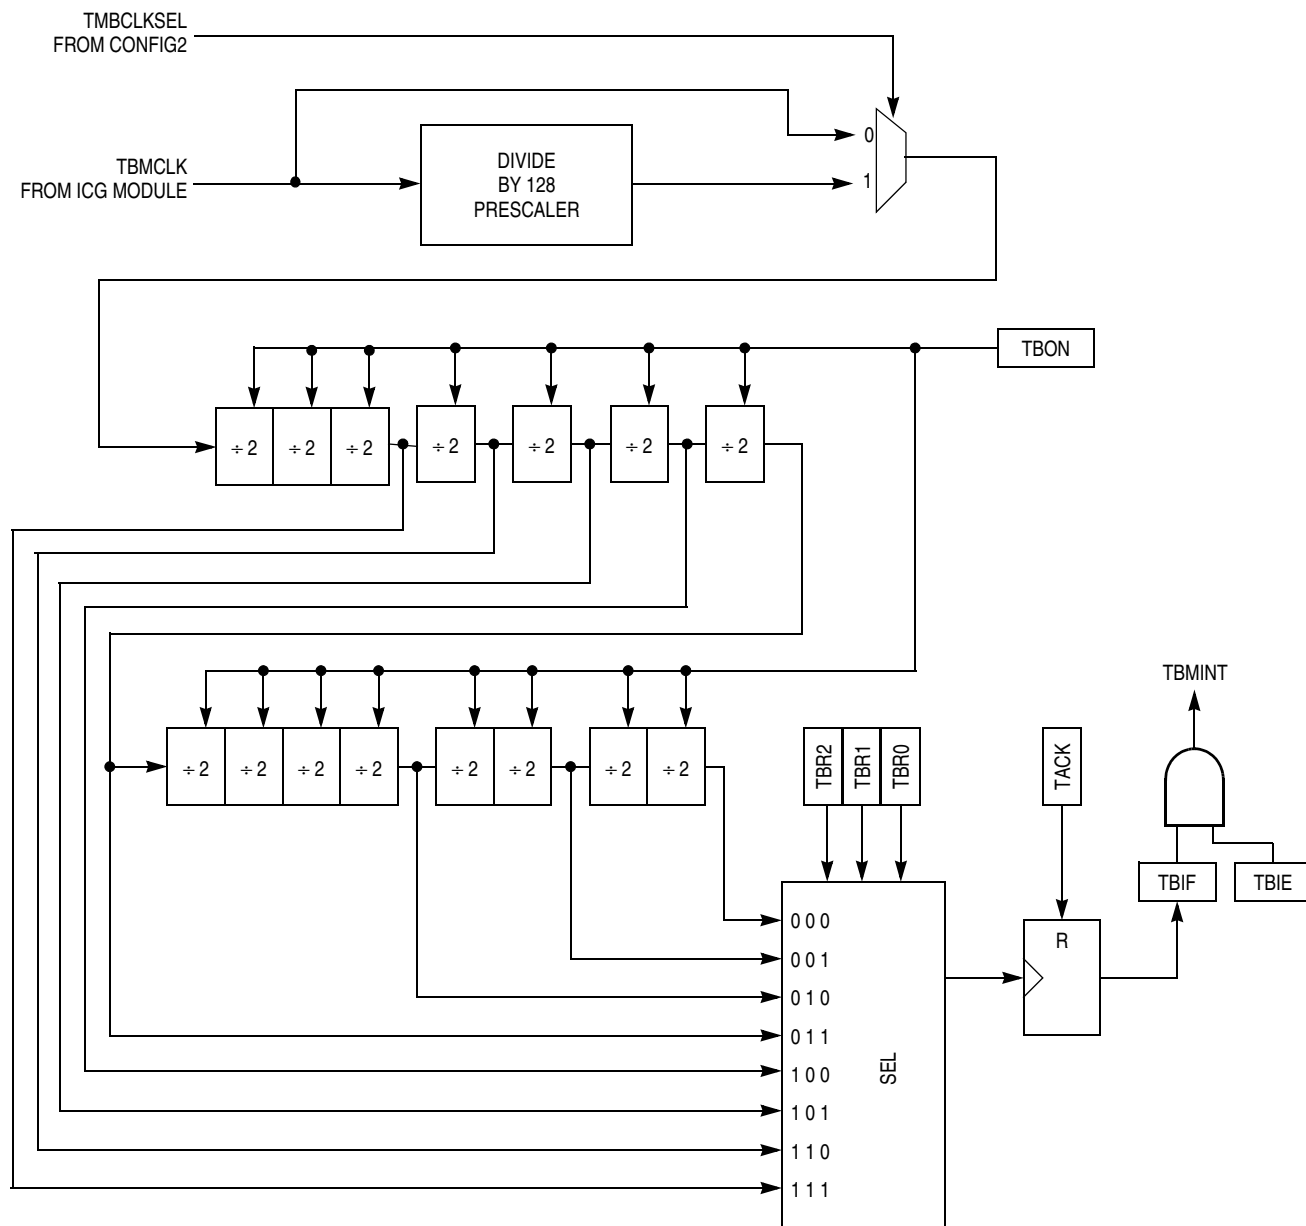 TMBCLKSEL
FROM CONFIG2
TBMCLK
FROM ICG MODULE
DIVIDE
BY 128
PRESCALER
0
1
TBON
÷ 2
÷ 2
÷ 2
÷ 2
÷ 2
÷ 2
÷ 2
TBMINT
÷ 2
÷ 2
÷ 2
÷ 2
÷ 2
÷ 2
÷ 2
÷ 2
TBR2
TBR1
TBR0
TACK
TBIF
TBIE
0 0 0
0 0 1
0 1 0
0 1 1
1 0 0
1 0 1
1 1 0
1 1 1
SEL
R